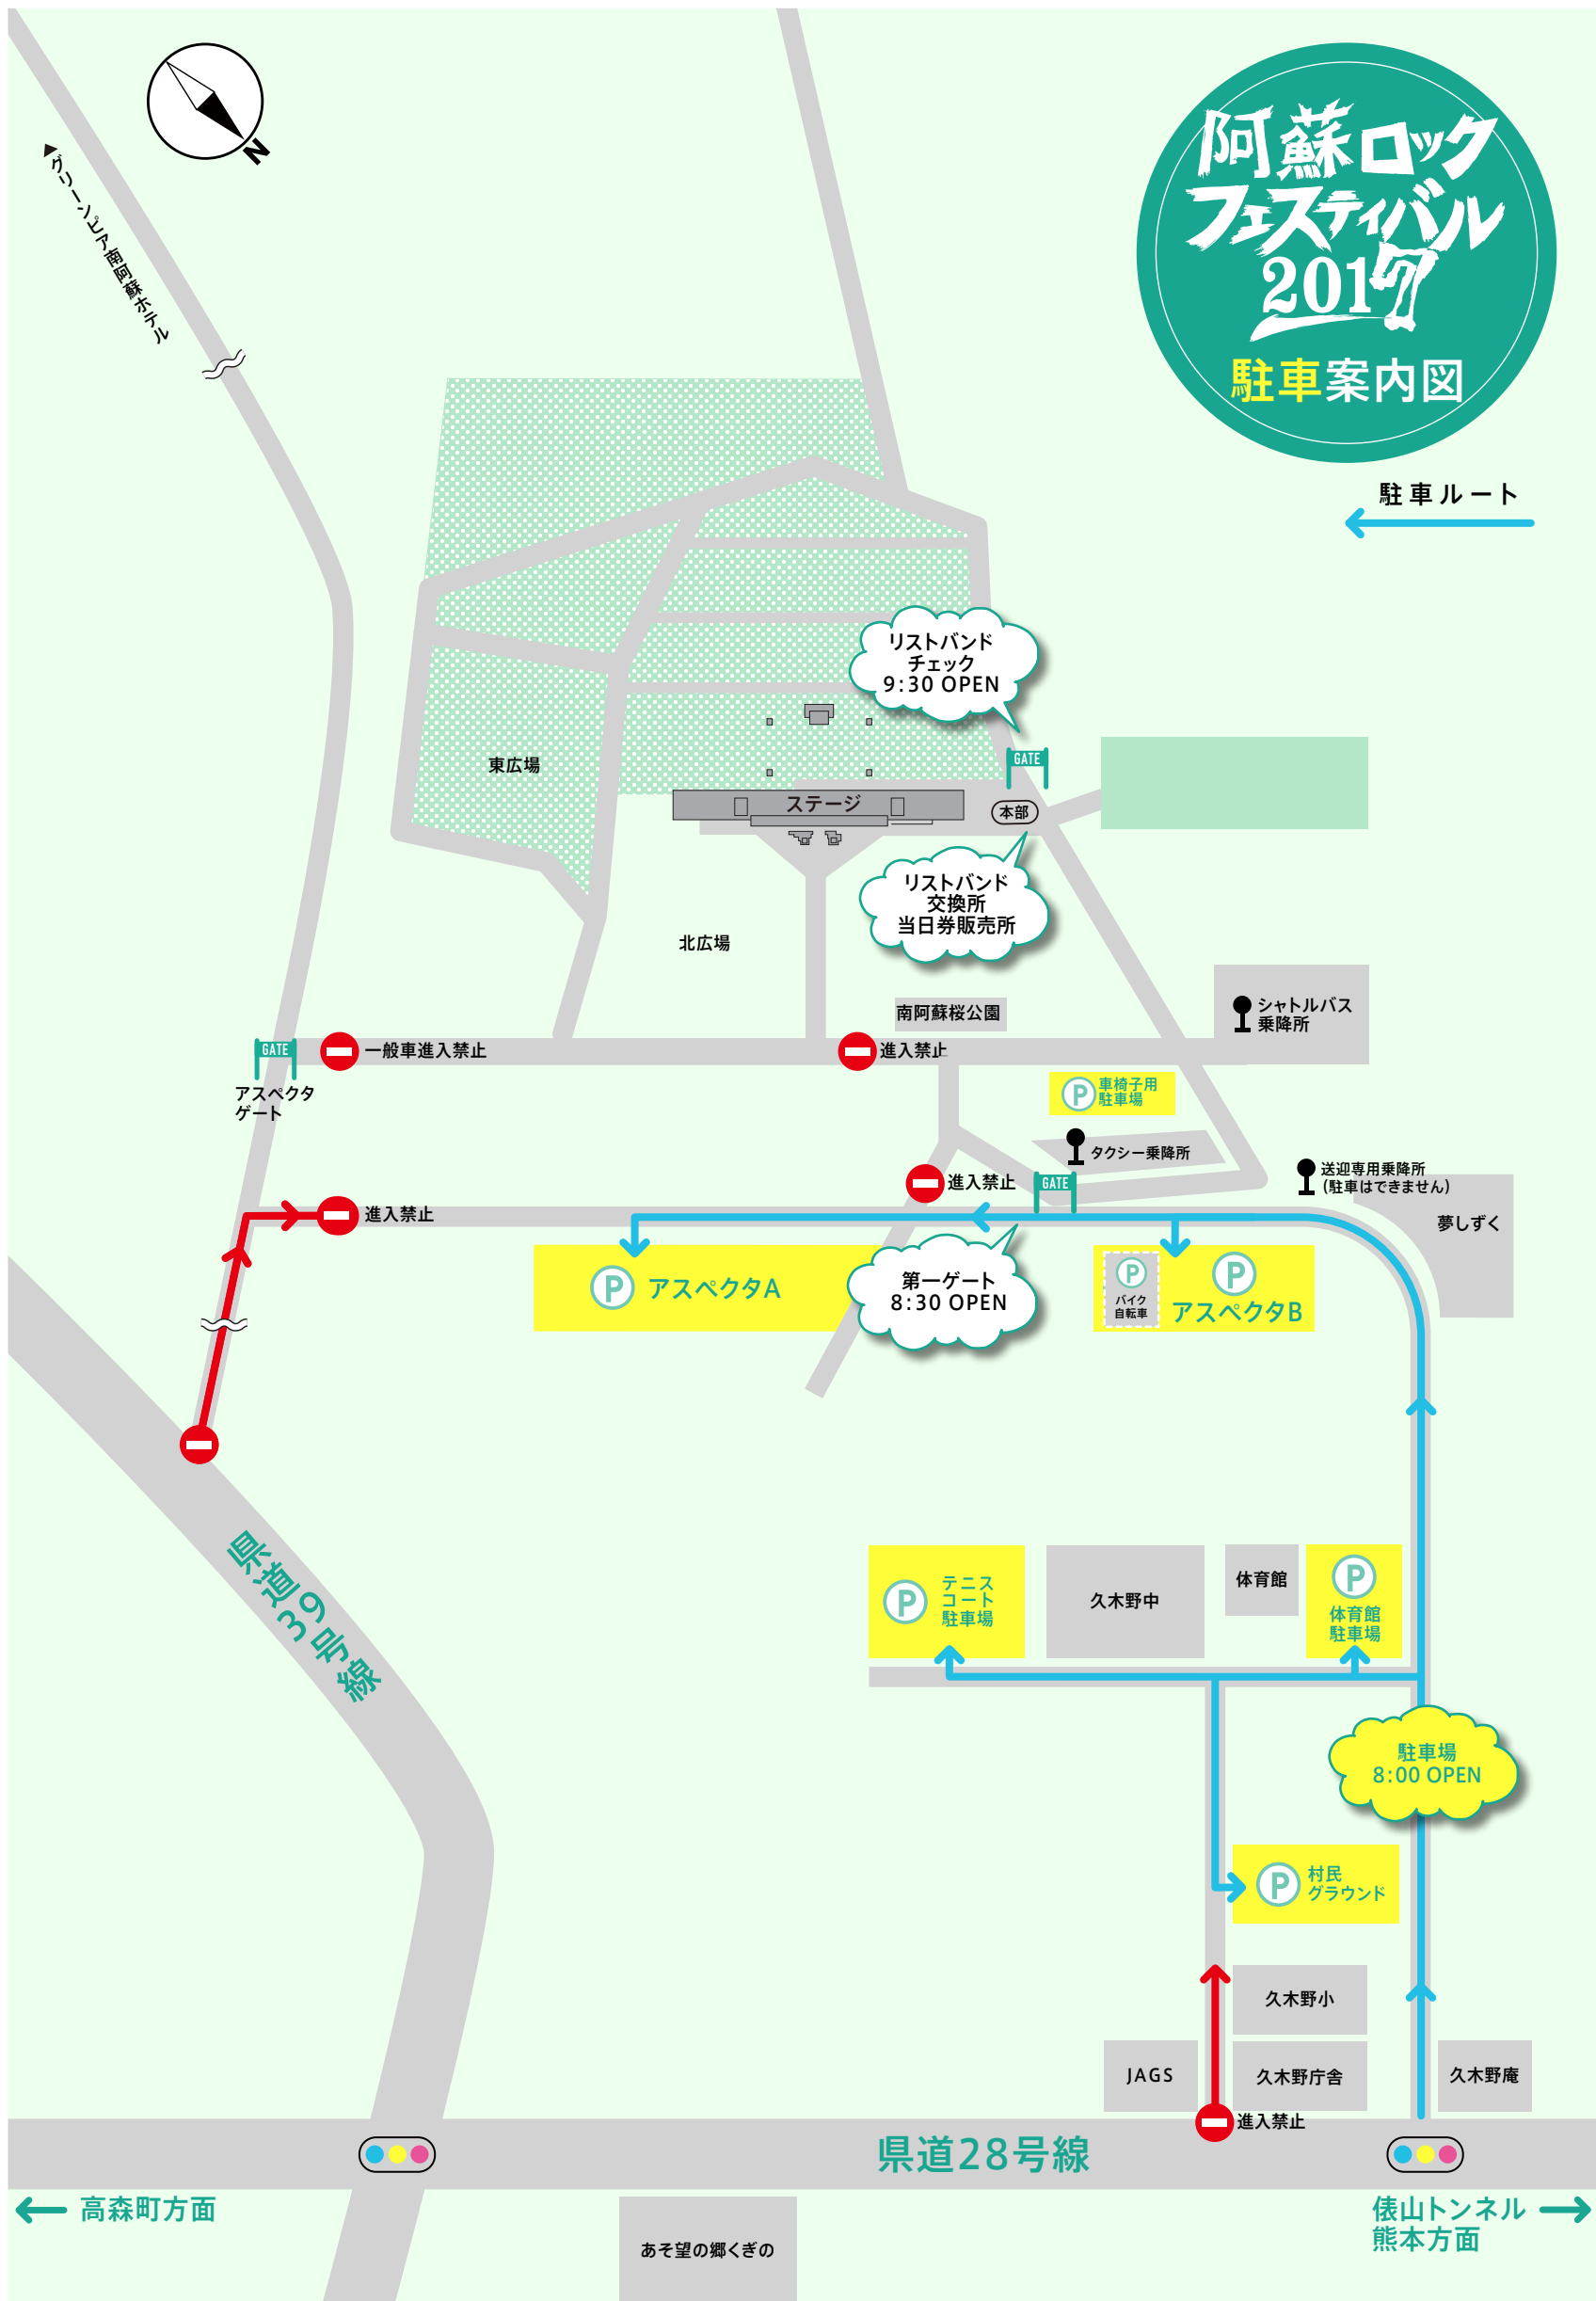 阿蘇ロック
フェスティバル
2017
駐車案内図
駐車ルート
N
グリーンピア南阿蘇ホテル
リストバンド
チェック
9:30 OPEN
東広場
GATE
ステージ
本部
リストバンド
交換所
当日券販売所
北広場
南阿蘇桜公園
シャトルバス
乗降所
GATE
一般車進入禁止
進入禁止
アスペクタ
ゲート
P
車椅子用
駐車場
タクシー乗降所
送迎専用乗降所
(駐車はできません)
進入禁止
GATE
進入禁止
夢しずく
P
アスペクタA
第一ゲート
8:30 OPEN
P
バイク
自転車
P
アスペクタB
県道39号線
P
テニス
コート
駐車場
久木野中
体育館
P
体育館
駐車場
駐車場
8:00 OPEN
P
村民
グラウンド
久木野小
JAGS
久木野庁舎
久木野庵
進入禁止
県道28号線
高森町方面
俵山トンネル
熊本方面
あそ望の郷くぎの